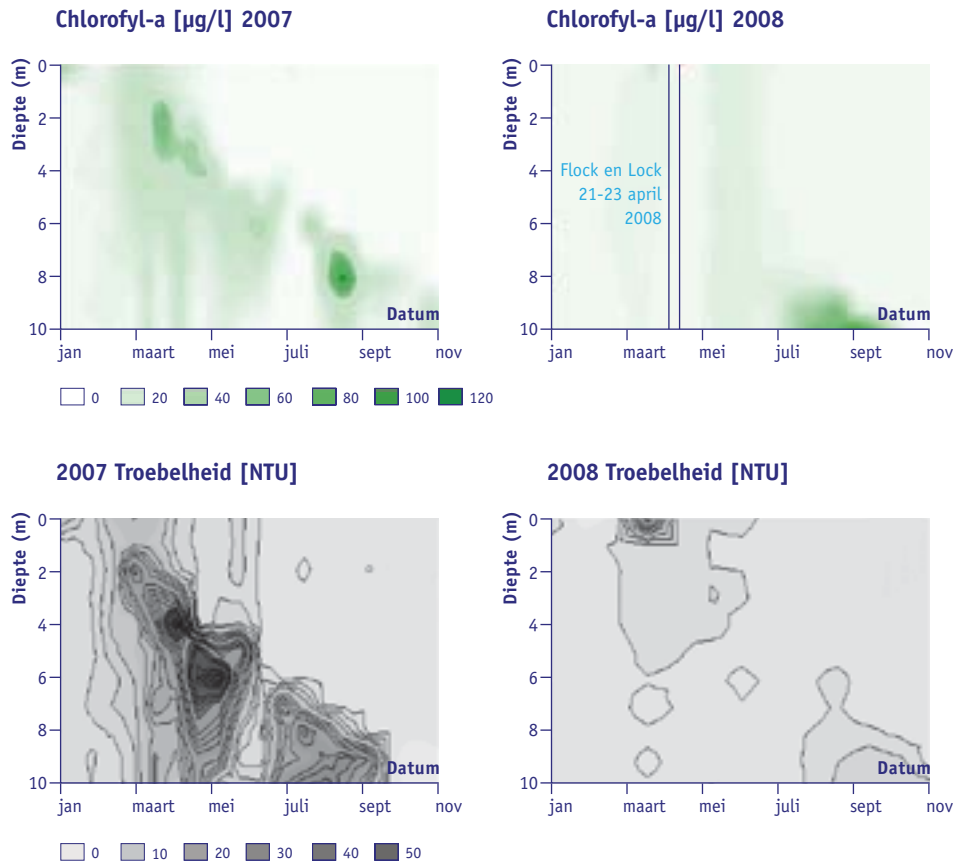 Chlorofyl-a [µg/l] 2007
Diepte (m)
0
2
4
6
8
10
Datum
jan maart mei juli sept nov
0 20 40 60 80 100 120
Chlorofyl-a [µg/l] 2008
Diepte (m)
0
2
4
6
8
10
Flock en Lock
21-23 april
2008
Datum
jan maart mei juli sept nov
2007 Troebelheid [NTU]
Diepte (m)
0
2
4
6
8
10
Datum
jan maart mei juli sept nov
0 10 20 30 40 50
2008 Troebelheid [NTU]
Diepte (m)
0
2
4
6
8
10
Datum
jan maart mei juli sept nov